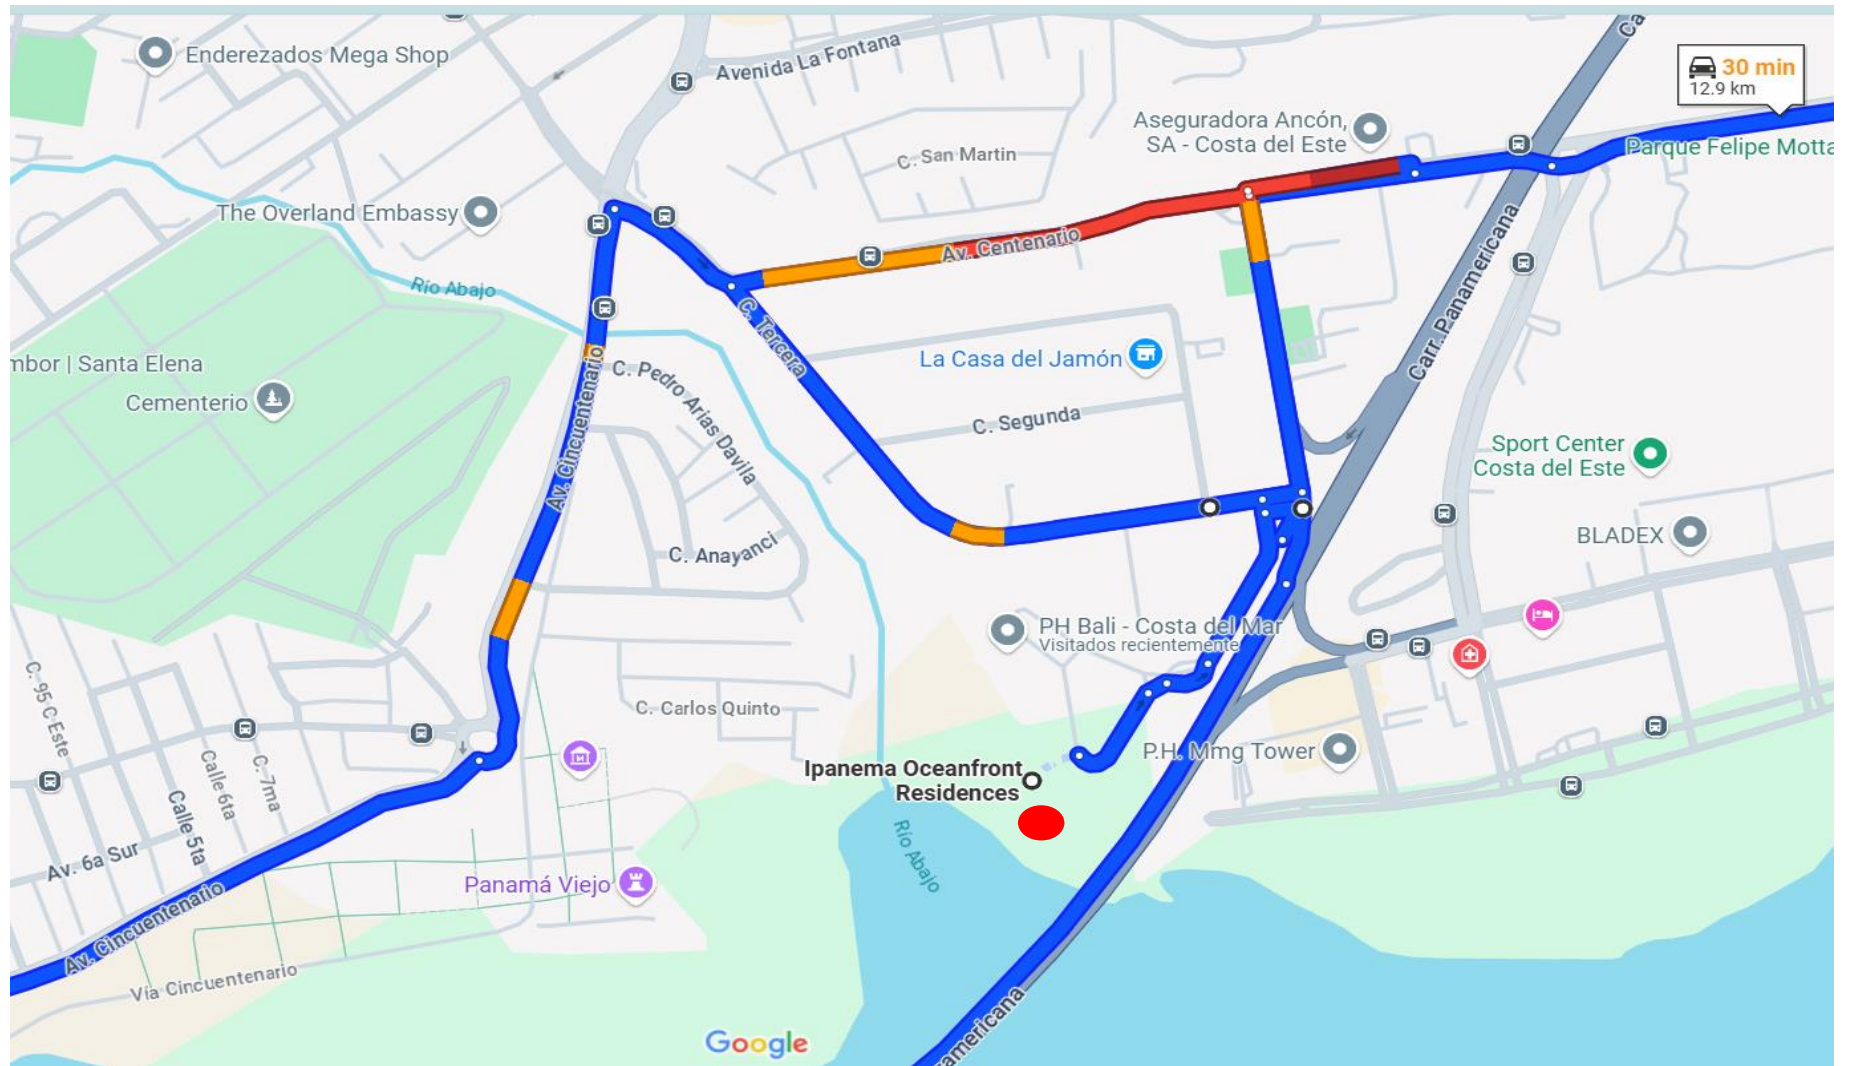 Enderezados Mega Shop
Avenida La Fontana
Ca
30 min
12.9 km
Aseguradora Ancón,
SA - Costa del Este
Parque Felipe Motta
C. San Martin
The Overland Embassy
Av. Centenario
Río Abajo
C. Tercera
Carr. Panamericana
mbor | Santa Elena
Cementerio
C. Pedro Arias Davila
La Casa del Jamón
C. Segunda
Av. Cincuentenario
Sport Center
Costa del Este
C. Anayanci
BLADEX
PH Bali - Costa del Mar
Visitados recientemente
C. 95 C Este
C. Carlos Quinto
Calle 6ta
C. 7ma
Calle 5ta
P.H. Mmg Tower
Ipanema Oceanfront
Residences
Av. 6a Sur
Río Abajo
Panamá Viejo
Av. Cincuentenario
Vía Cincuentenario
americana
Google